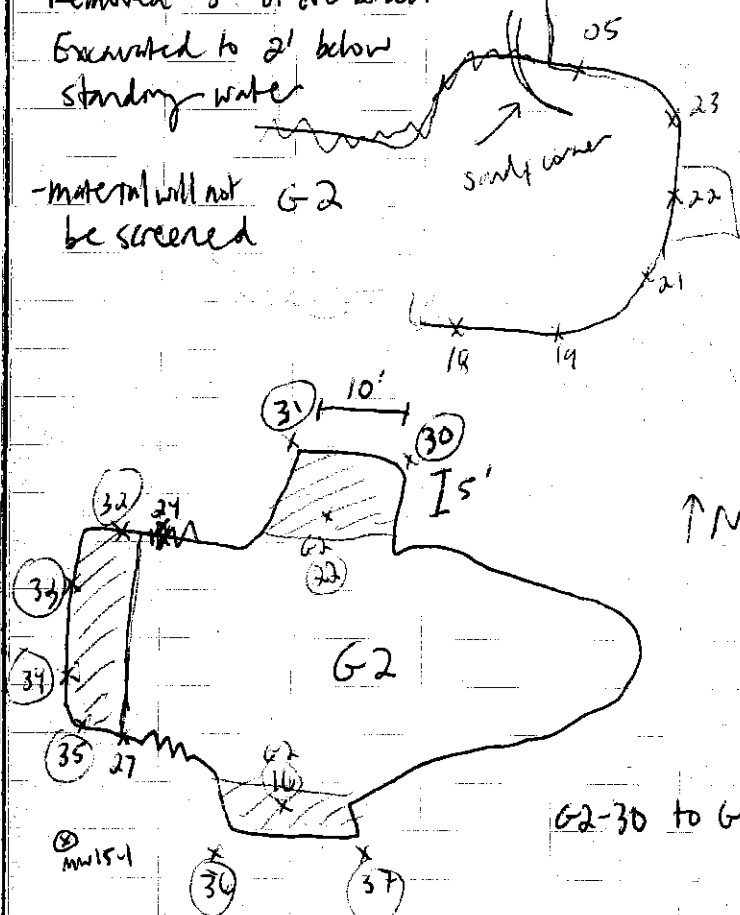 Removed
Excavated to 2' below
standing water
-material will not
be screened
G2
05
23
22
21
19
18
sandy corner
31
10'
30
5'
↑N
32
24
G2
22
33
G2
34
35
27
G2
16
MW15-1
36
37
G2-30 to G